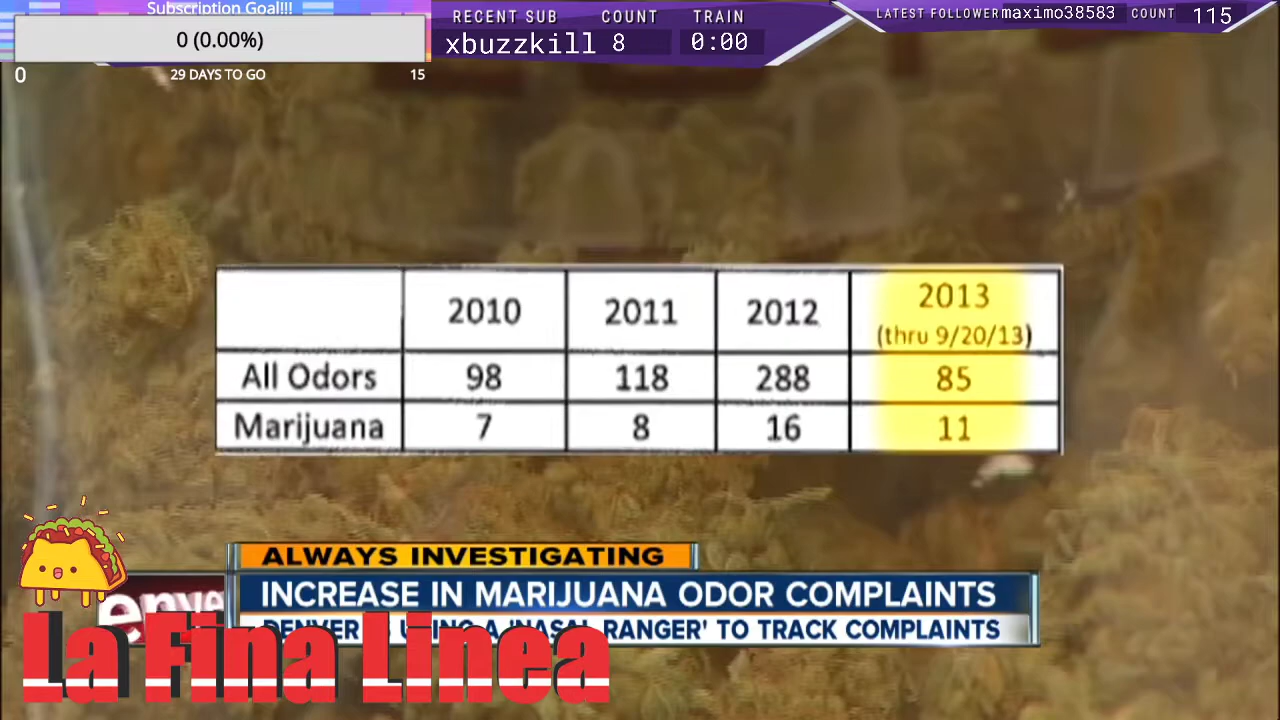 Subscription Goal!!!
0 (0.00%)
0
29 DAYS TO GO
15
RECENT SUB COUNT TRAIN
xbuzzkill 8 0:00
LATEST FOLLOWER maximo38583 COUNT 115
2010 2011 2012 2013
(thru 9/20/13)
All Odors 98 118 288 85
Marijuana 7 8 16 11
ALWAYS INVESTIGATING
INCREASE IN MARIJUANA ODOR COMPLAINTS
DENVER A 'NASAL RANGER' TO TRACK COMPLAINTS
La Fina Linea